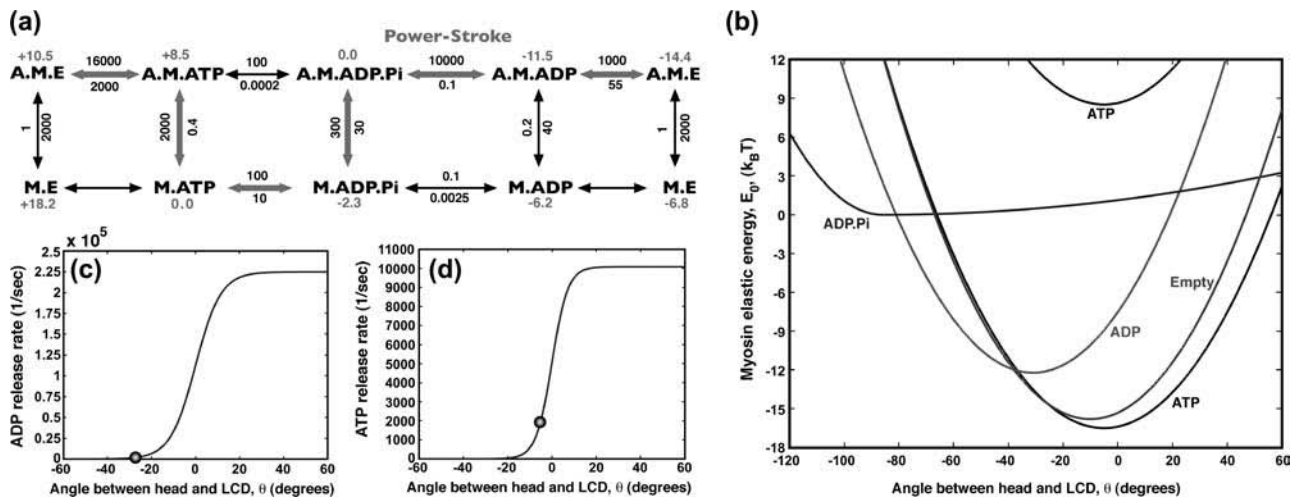 (a)
Power-Stroke
+10.5 +8.5 0.0 -11.5 -14.4
16000 100 10000 1000
A.M.E A.M.ATP A.M.ADP.Pi A.M.ADP A.M.E
2000 0.0002 0.1 55
1 2000 2000 0.4 300 30 0.2 40 1 2000
100 0.1
M.E M.ATP M.ADP.Pi M.ADP M.E
10 0.0025
+18.2 0.0 -2.3 -6.2 -6.8
(b)
Myosin elastic energy, E0, (kBT)
12
9
6
3
0
-3
-6
-9
-12
-15
-18
ATP
ADP.Pi
Empty
ADP
ATP
-120 -100 -80 -60 -40 -20 0 20 40 60
Angle between head and LCD, θ (degrees)
(c)
x 10^5
ADP release rate (1/sec)
2.25
2
1.75
1.5
1.25
1
0.75
0.5
0.25
0
-60 -40 -20 0 20 40 60
Angle between head and LCD, θ (degrees)
(d)
ATP release rate (1/sec)
11000
10000
9000
8000
7000
6000
5000
4000
3000
2000
1000
0
-60 -40 -20 0 20 40 60
Angle between head and LCD, θ (degrees)